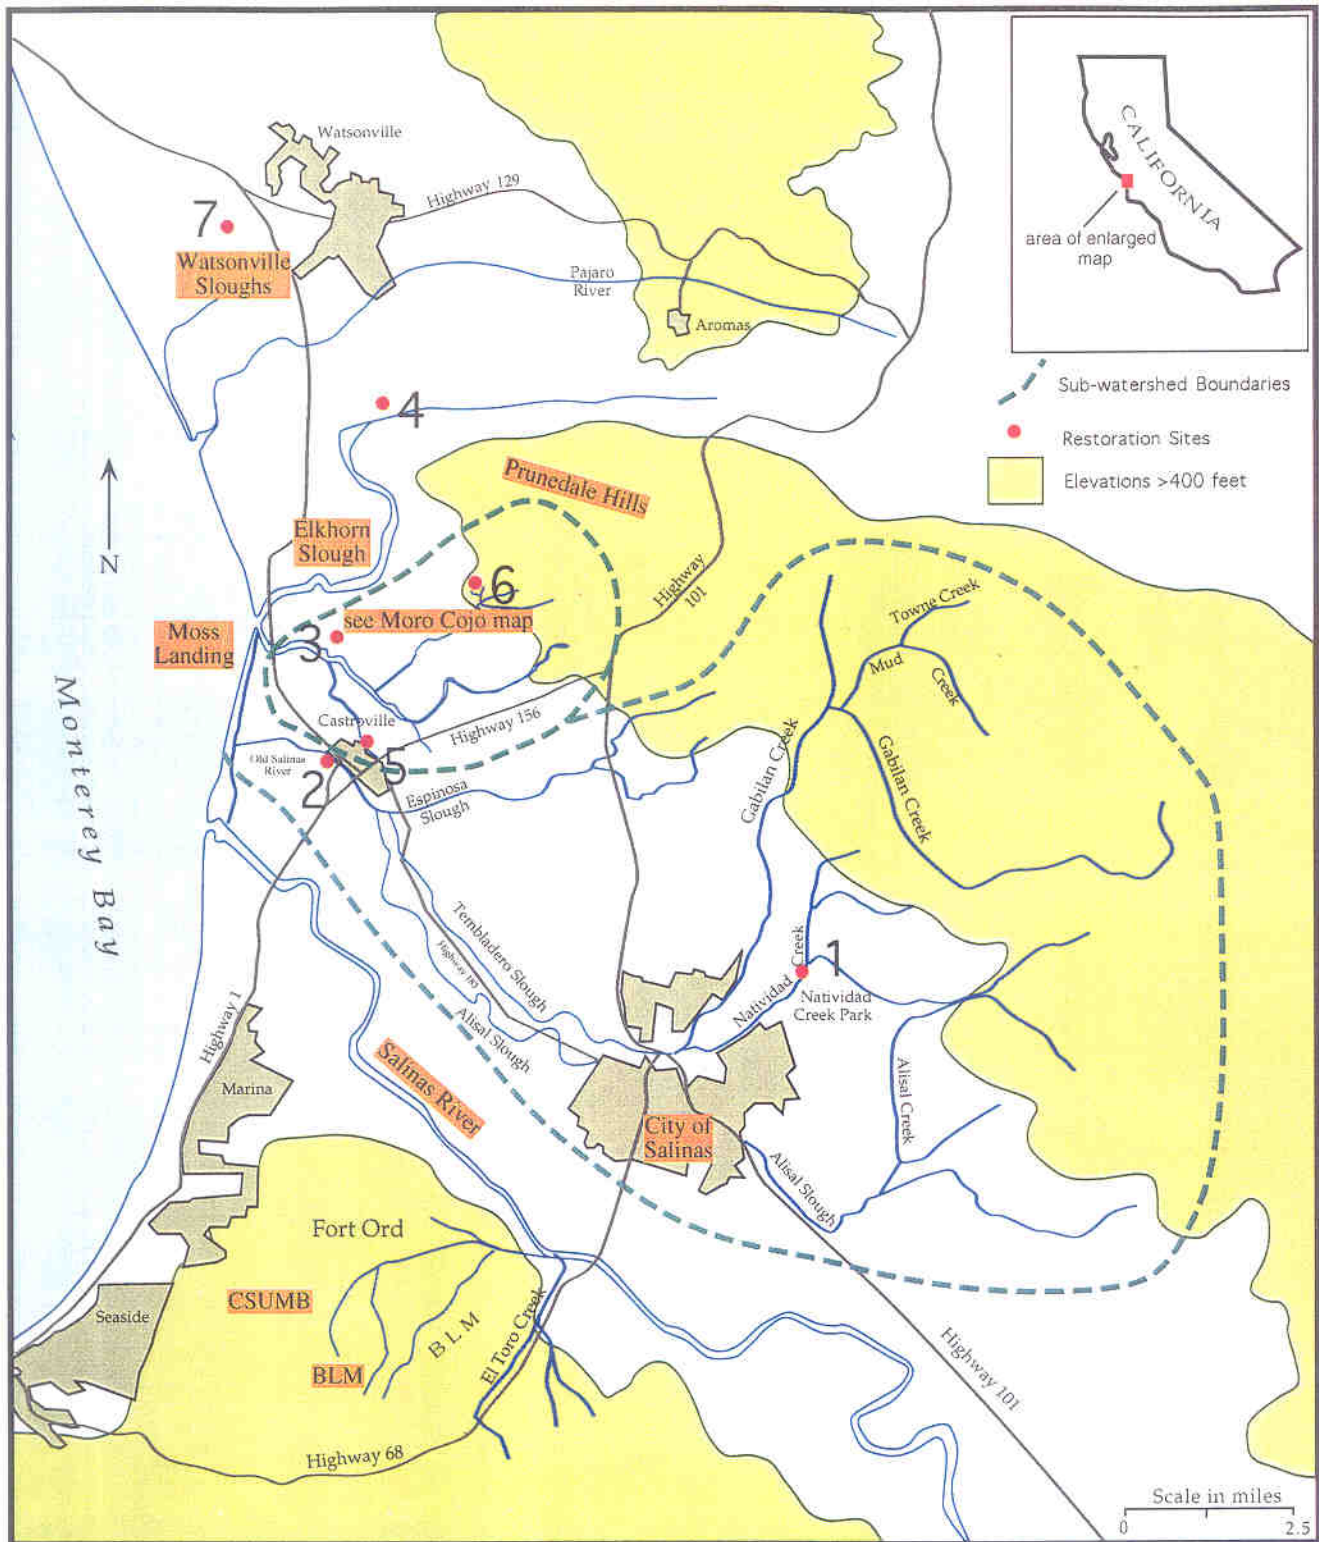 Watsonville
Highway 129
7
Watsonville
Sloughs
Pajaro
River
Aromas
CALIFORNIA
area of enlarged
map
Sub-watershed Boundaries
Restoration Sites
Elevations >400 feet
4
N
Prunedale Hills
Elkhorn
Slough
6
see Moro Cojo map
Highway
101
Towne Creek
Mud
Creek
Moss
Landing
3
Monterey Bay
Castroville
Highway 156
Old Salinas
River
5
2
Espinosa
Slough
Gabilan Creek
Gabilan Creek
Tembladero Slough
Highway 183
Alisal Slough
Natividad
Creek
1
Natividad
Creek Park
Highway 1
Marina
Salinas River
City of
Salinas
Alisal Creek
Alisal Slough
Fort Ord
CSUMB
BLM
BLM
El Toro Creek
Seaside
Highway 68
Highway 101
Scale in miles
0
2.5